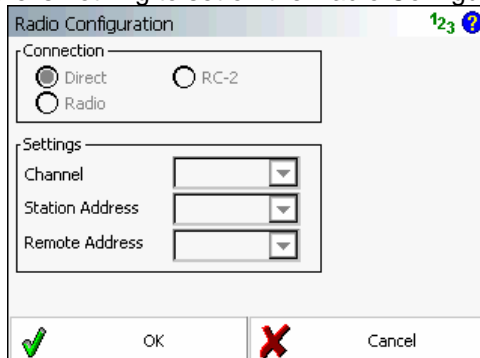 Radio Configuration 123 ?
Connection
Direct RC-2
Radio
Settings
Channel
Station Address
Remote Address
OK Cancel